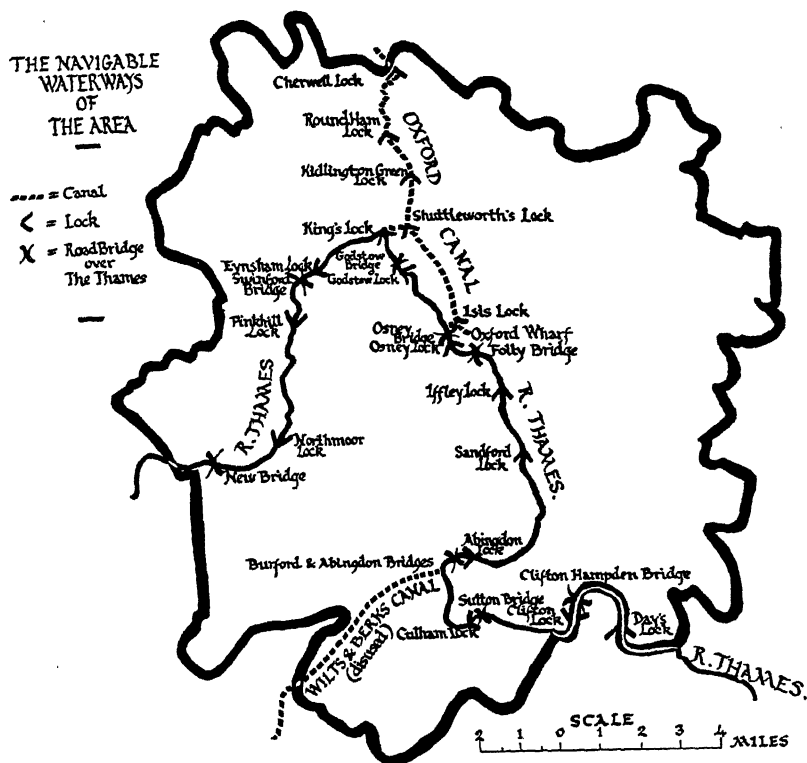 THE NAVIGABLE
WATERWAYS
OF
THE AREA
= Canal
= Lock
= Road Bridge
over
The Thames
Cherwell Lock
Round Ham
Lock
OXFORD
Kidlington Green
Lock
Shuttleworth's Lock
King's Lock
CANAL
Eynsham Lock
Swinford
Bridge
Godstow
Bridge
Godstow Lock
Pinkhill
Lock
Isis Lock
Osney
Bridge
Osney Lock
Oxford Wharf
Folly Bridge
R. THAMES
Iffley Lock
R. THAMES.
Northmoor
Lock
Sandford
Lock
New Bridge
Abingdon
Lock
Burford & Abingdon Bridges
Clifton Hampden Bridge
WILTS & BERKS CANAL
(disused)
Sutton Bridge
Clifton
Lock
Culham Lock
Day's
Lock
R. THAMES.
SCALE
2 1 0 1 2 3 4
MILES